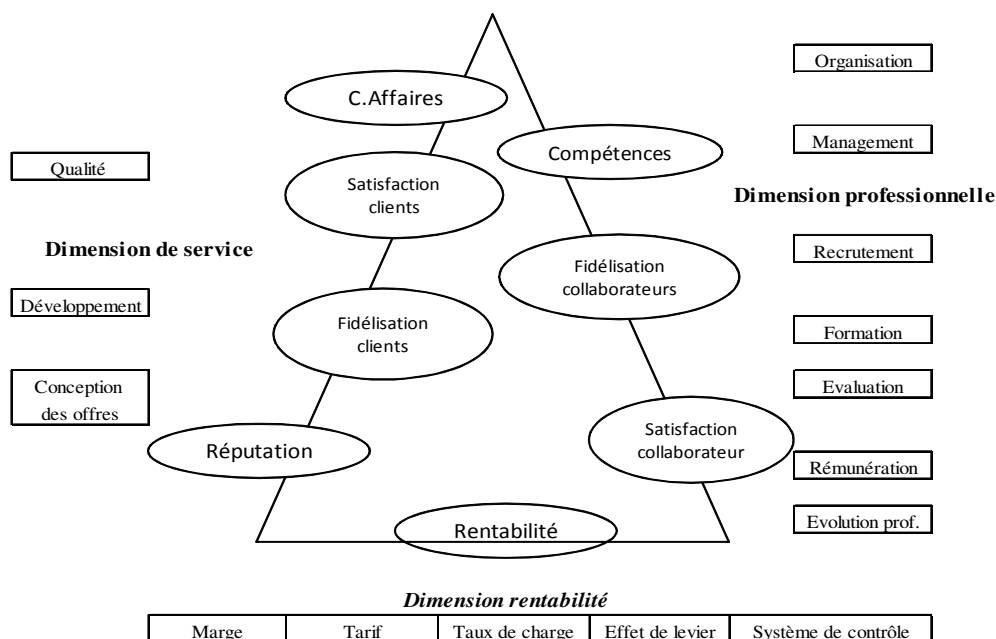 Organisation
C.Affaires
Management
Compétences
Qualité
Satisfaction
clients
Dimension professionnelle
Dimension de service
Recrutement
Fidélisation
collaborateurs
Développement
Fidélisation
clients
Formation
Conception
des offres
Evaluation
Satisfaction
collaborateur
Réputation
Rémunération
Rentabilité
Evolution prof.
Dimension rentabilité
Marge Tarif Taux de charge Effet de levier Système de contrôle